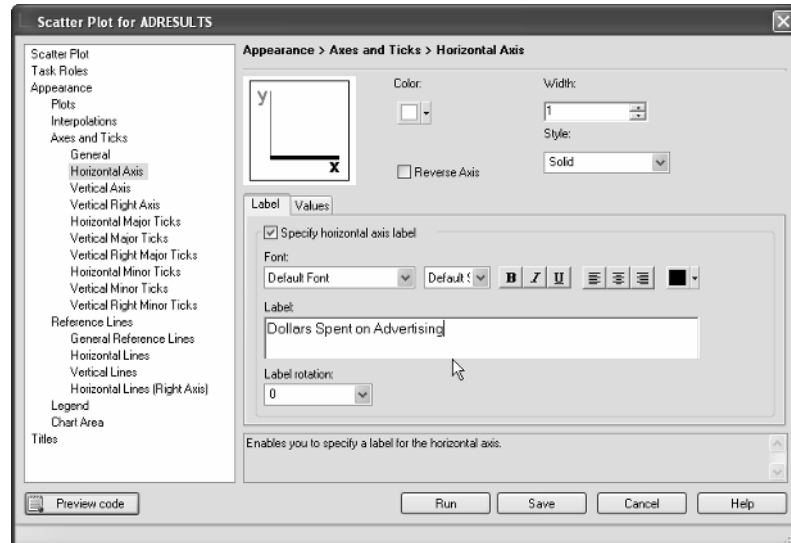 Scatter Plot for ADRESULTS
Scatter Plot
Task Roles
Appearance
Plots
Interpolations
Axes and Ticks
General
Horizontal Axis
Vertical Axis
Vertical Right Axis
Horizontal Major Ticks
Vertical Major Ticks
Vertical Right Major Ticks
Horizontal Minor Ticks
Vertical Minor Ticks
Vertical Right Minor Ticks
Reference Lines
General Reference Lines
Horizontal Lines
Vertical Lines
Horizontal Lines (Right Axis)
Legend
Chart Area
Titles
Appearance > Axes and Ticks > Horizontal Axis
y
x
Color:
Width:
1
Style:
Solid
Reverse Axis
Label Values
Specify horizontal axis label
Font:
Default Font Default S B I U
Label:
Dollars Spent on Advertising
Label rotation:
0
Enables you to specify a label for the horizontal axis.
Preview code Run Save Cancel Help